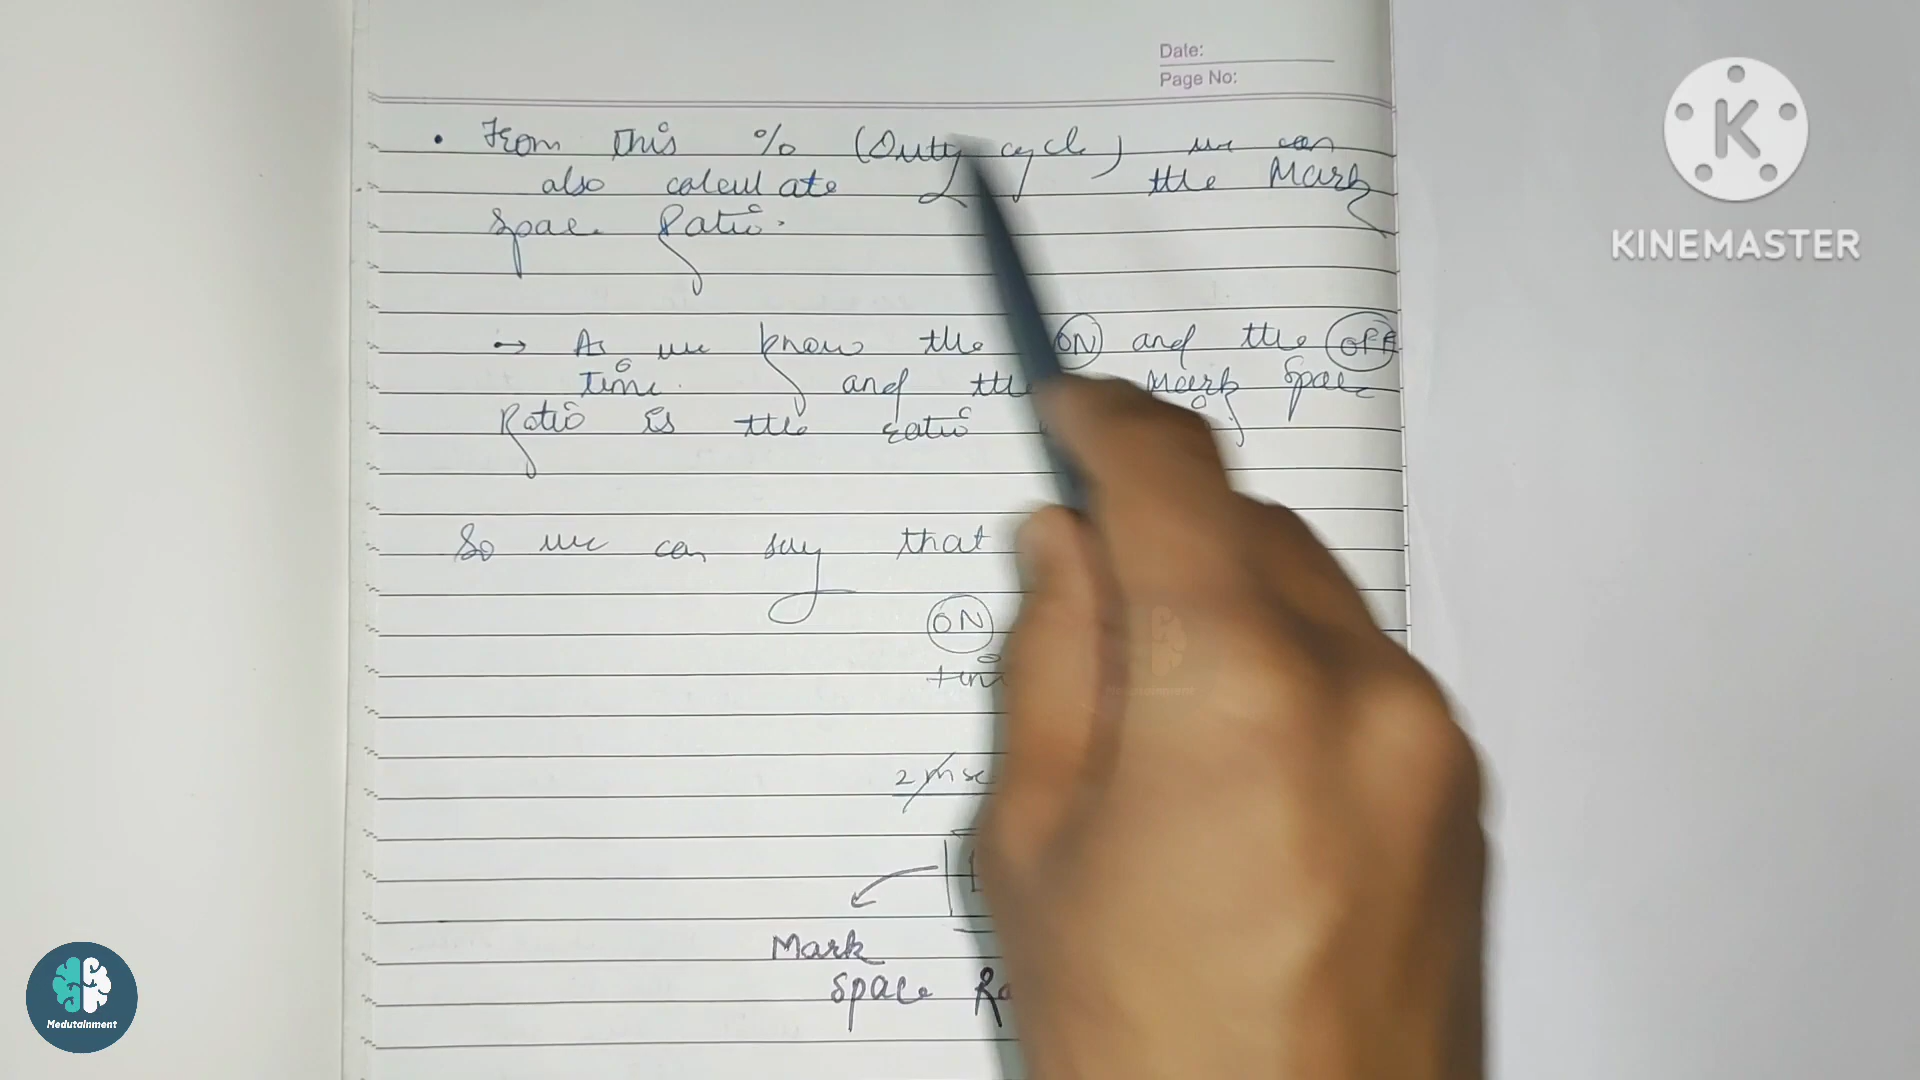 Date:
Page No:
• From this % (Duty cycle) we can
also calculate the Mark
Space Ratio.
→ As we know the ON and the OFF
time. and the Mark Space
Ratio is the ratio
So we can say that
ON
time
2 msec
Mark
Space Ra
K
KINEMASTER
Medutainment
Medutainment